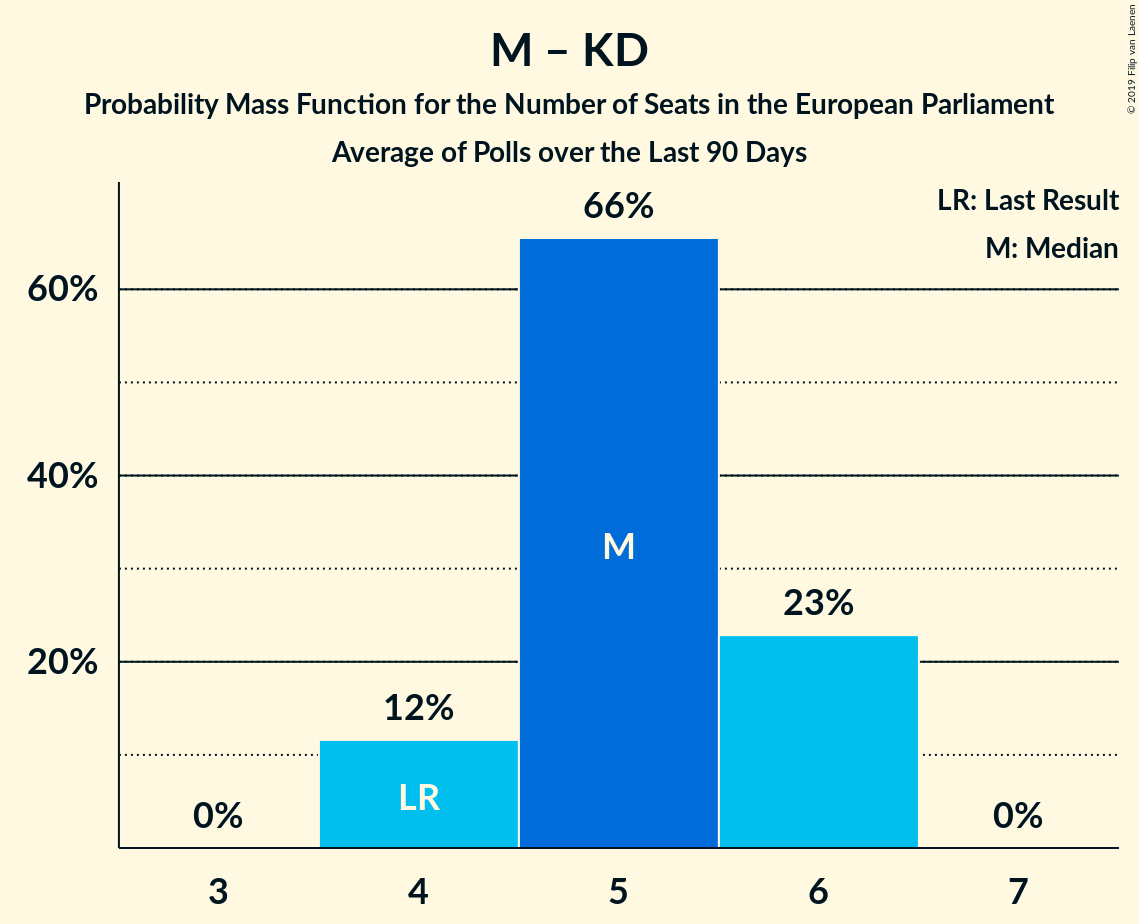 M – KD
Probability Mass Function for the Number of Seats in the European Parliament
Average of Polls over the Last 90 Days
© 2019 Filip van Laenen
LR: Last Result
M: Median
66%
60%
40%
20%
M
23%
12%
LR
0%
0%
3 4 5 6 7